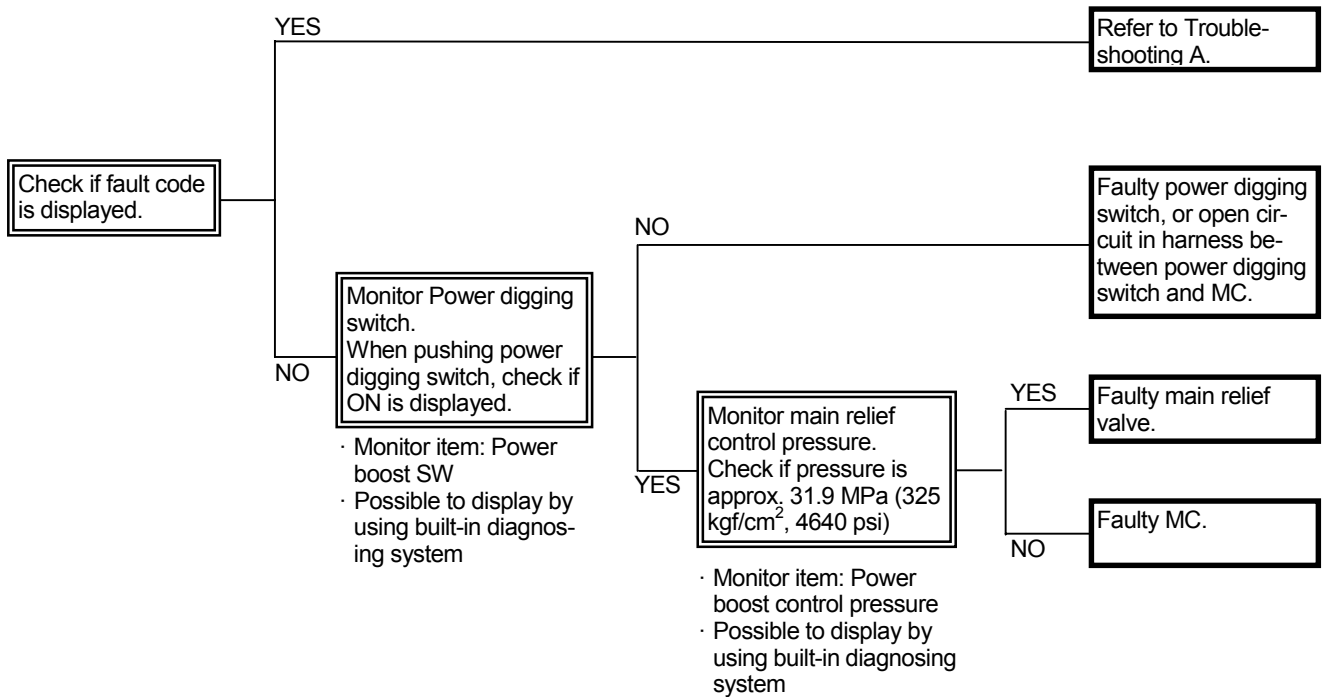 YES
Refer to Trouble-
shooting A.
Check if fault code
is displayed.
NO
Monitor Power digging
switch.
When pushing power
digging switch, check if
ON is displayed.
· Monitor item: Power
boost SW
· Possible to display by
using built-in diagnos-
ing system
NO
Faulty power digging
switch, or open cir-
cuit in harness be-
tween power digging
switch and MC.
YES
Monitor main relief
control pressure.
Check if pressure is
approx. 31.9 MPa (325
kgf/cm², 4640 psi)
· Monitor item: Power
boost control pressure
· Possible to display by
using built-in diagnosing
system
YES
Faulty main relief
valve.
NO
Faulty MC.